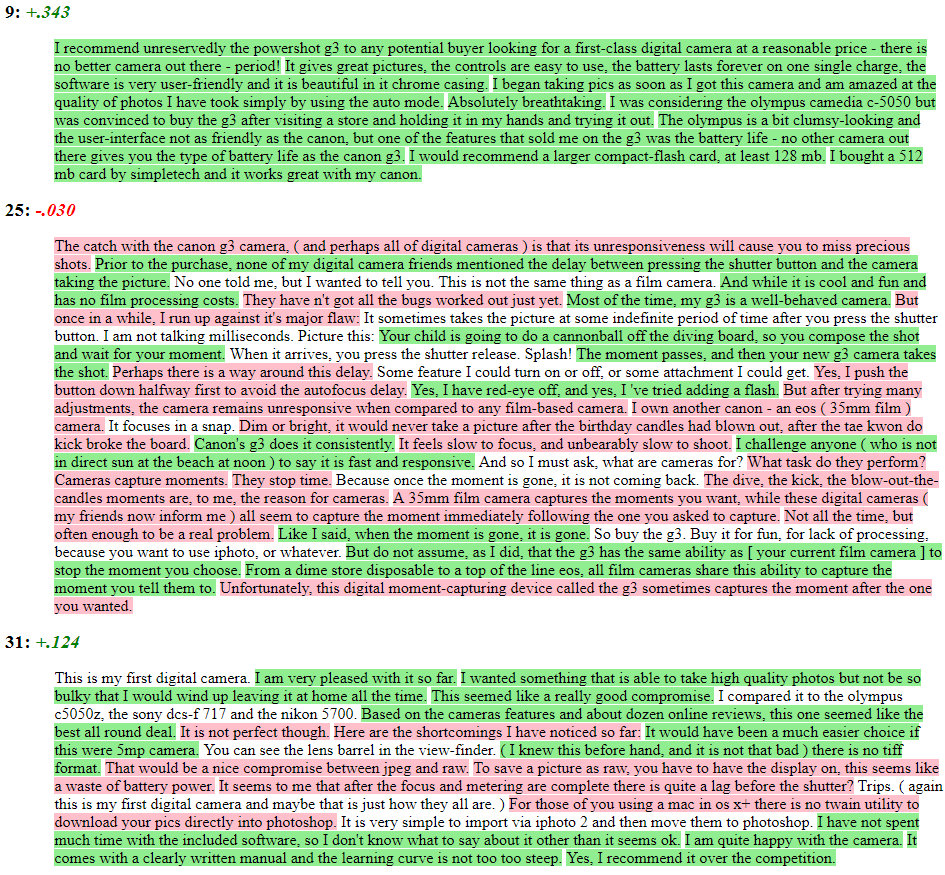 9: +.343
I recommend unreservedly the powershot g3 to any potential buyer looking for a first-class digital camera at a reasonable price - there is
no better camera out there - period! It gives great pictures, the controls are easy to use, the battery lasts forever on one single charge, the
software is very user-friendly and it is beautiful in it chrome casing. I began taking pics as soon as I got this camera and am amazed at the
quality of photos I have took simply by using the auto mode. Absolutely breathtaking. I was considering the olympus camedia c-5050 but
was convinced to buy the g3 after visiting a store and holding it in my hands and trying it out. The olympus is a bit clumsy-looking and
the user-interface not as friendly as the canon, but one of the features that sold me on the g3 was the battery life - no other camera out
there gives you the type of battery life as the canon g3. I would recommend a larger compact-flash card, at least 128 mb. I bought a 512
mb card by simpletech and it works great with my canon.
25: -.030
The catch with the canon g3 camera, ( and perhaps all of digital cameras ) is that its unresponsiveness will cause you to miss precious
shots. Prior to the purchase, none of my digital camera friends mentioned the delay between pressing the shutter button and the camera
taking the picture. No one told me, but I wanted to tell you. This is not the same thing as a film camera. And while it is cool and fun and
has no film processing costs. They have n't got all the bugs worked out just yet. Most of the time, my g3 is a well-behaved camera. But
once in a while, I run up against it's major flaw: It sometimes takes the picture at some indefinite period of time after you press the shutter
button. I am not talking milliseconds. Picture this: Your child is going to do a cannonball off the diving board, so you compose the shot
and wait for your moment. When it arrives, you press the shutter release. Splash! The moment passes, and then your new g3 camera takes
the shot. Perhaps there is a way around this delay. Some feature I could turn on or off, or some attachment I could get. Yes, I push the
button down halfway first to avoid the autofocus delay. Yes, I have red-eye off, and yes, I 've tried adding a flash. But after trying many
adjustments, the camera remains unresponsive when compared to any film-based camera. I own another canon - an eos ( 35mm film )
camera. It focuses in a snap. Dim or bright, it would never take a picture after the birthday candles had blown out, after the tae kwon do
kick broke the board. Canon's g3 does it consistently. It feels slow to focus, and unbearably slow to shoot. I challenge anyone ( who is not
in direct sun at the beach at noon ) to say it is fast and responsive. And so I must ask, what are cameras for? What task do they perform?
Cameras capture moments. They stop time. Because once the moment is gone, it is not coming back. The dive, the kick, the blow-out-the-
candles moments are, to me, the reason for cameras. A 35mm film camera captures the moments you want, while these digital cameras (
my friends now inform me ) all seem to capture the moment immediately following the one you asked to capture. Not all the time, but
often enough to be a real problem. Like I said, when the moment is gone, it is gone. So buy the g3. Buy it for fun, for lack of processing,
because you want to use iphoto, or whatever. But do not assume, as I did, that the g3 has the same ability as [ your current film camera ] to
stop the moment you choose. From a dime store disposable to a top of the line eos, all film cameras share this ability to capture the
moment you tell them to. Unfortunately, this digital moment-capturing device called the g3 sometimes captures the moment after the one
you wanted.
31: +.124
This is my first digital camera. I am very pleased with it so far. I wanted something that is able to take high quality photos but not be so
bulky that I would wind up leaving it at home all the time. This seemed like a really good compromise. I compared it to the olympus
c5050z, the sony dcs-f 717 and the nikon 5700. Based on the cameras features and about dozen online reviews, this one seemed like the
best all round deal. It is not perfect though. Here are the shortcomings I have noticed so far: It would have been a much easier choice if
this were 5mp camera. You can see the lens barrel in the view-finder. ( I knew this before hand, and it is not that bad ) there is no tiff
format. That would be a nice compromise between jpeg and raw. To save a picture as raw, you have to have the display on, this seems like
a waste of battery power. It seems to me that after the focus and metering are complete there is quite a lag before the shutter? Trips. ( again
this is my first digital camera and maybe that is just how they all are. ) For those of you using a mac in os x+ there is no twain utility to
download your pics directly into photoshop. It is very simple to import via iphoto 2 and then move them to photoshop. I have not spent
much time with the included software, so I don't know what to say about it other than it seems ok. I am quite happy with the camera. It
comes with a clearly written manual and the learning curve is not too too steep. Yes, I recommend it over the competition.